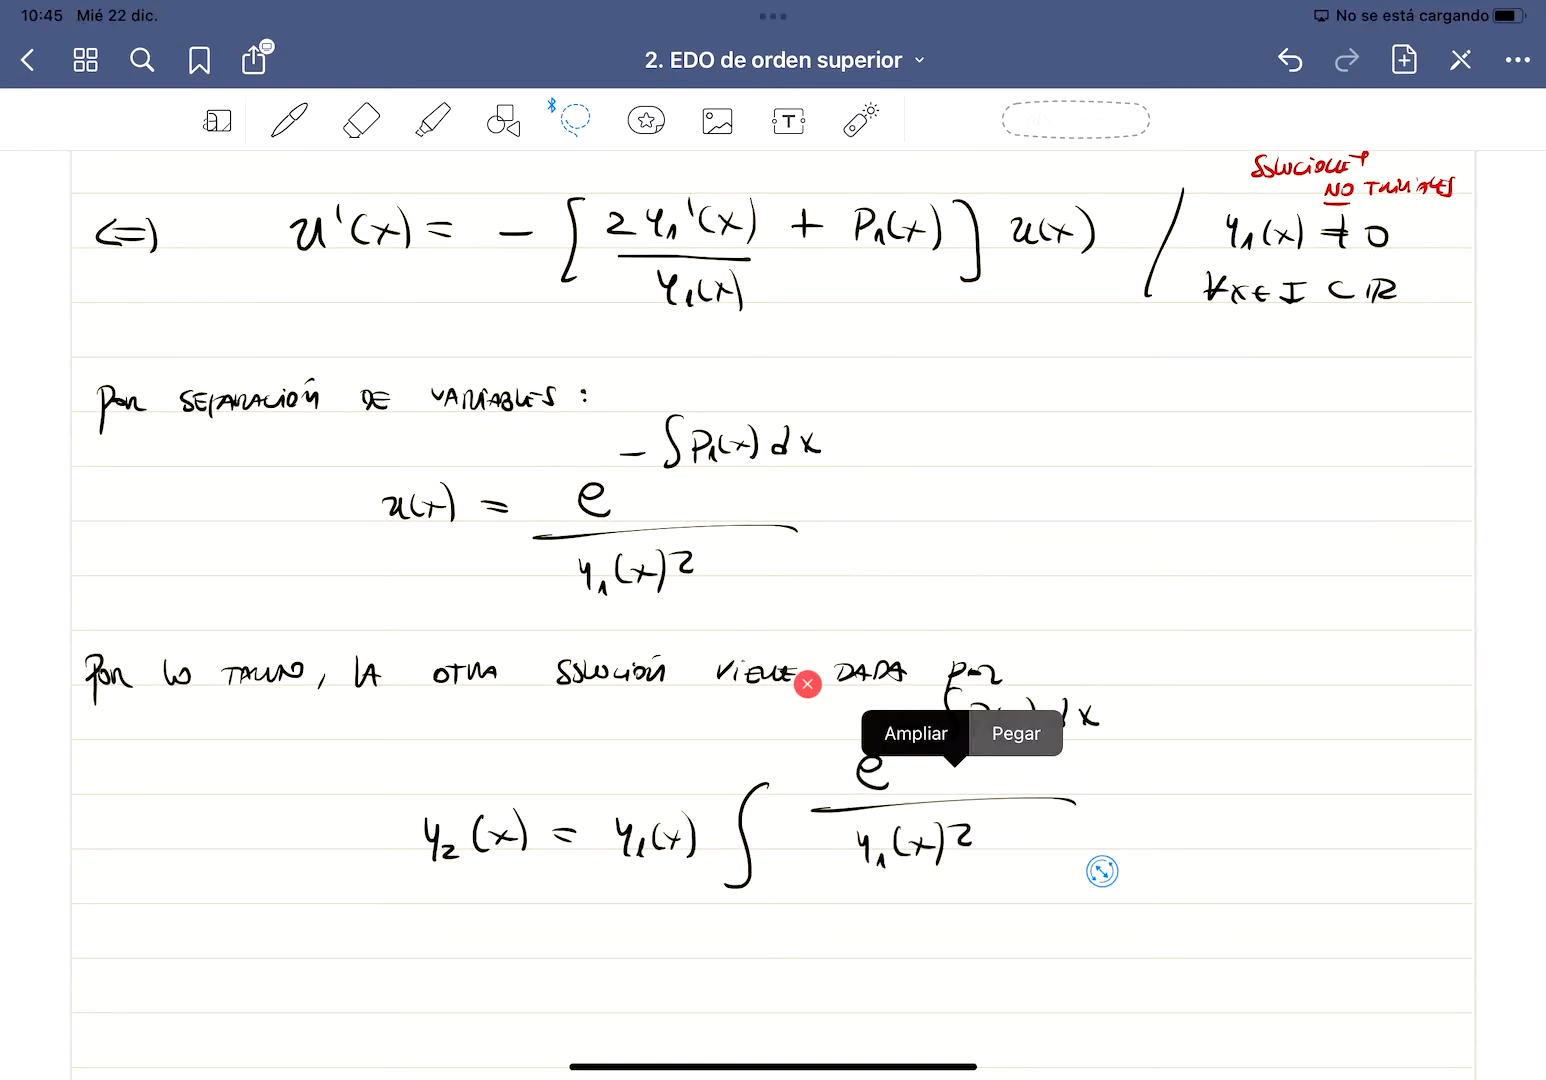 10:45 Mié 22 dic.
No se está cargando
2. EDO de orden superior
SOLUCIONES
NO TRIVIALES
⟺ u'(x) = - [ 2y₁'(x) / y₁(x) + P₁(x) ] u(x) / y₁(x) ≠ 0
∀x ∈ I ⊂ ℝ
POR SEPARACIÓN DE VARIABLES :
u(x) = e^(- ∫ P₁(x) dx) / y₁(x)²
POR LO TANTO, LA OTRA SOLUCIÓN VIENE DADA POR
Ampliar Pegar
y₂(x) = y₁(x) ∫ e dx / y₁(x)²